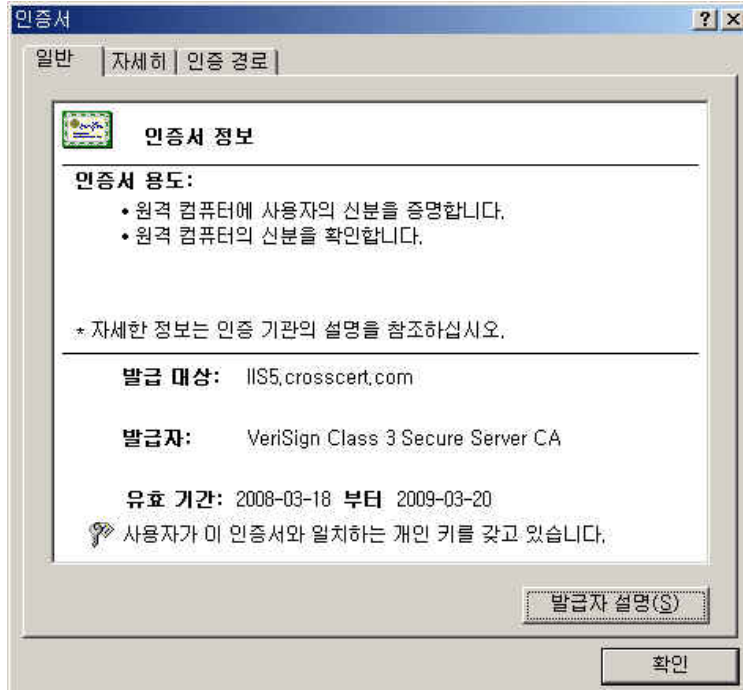 인증서
일반 자세히 인증 경로
인증서 정보
인증서 용도:
• 원격 컴퓨터에 사용자의 신분을 증명합니다.
• 원격 컴퓨터의 신분을 확인합니다.
* 자세한 정보는 인증 기관의 설명을 참조하십시오.
발급 대상: IIS5.crosscert.com
발급자: VeriSign Class 3 Secure Server CA
유효 기간: 2008-03-18 부터 2009-03-20
사용자가 이 인증서와 일치하는 개인 키를 갖고 있습니다.
발급자 설명(S)
확인